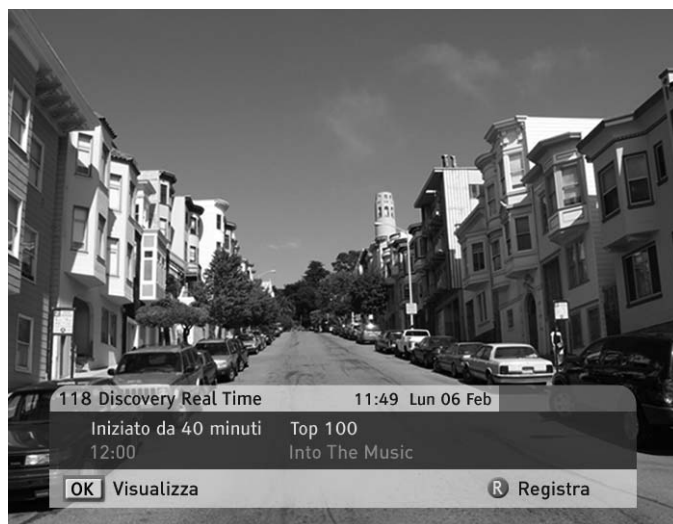 118 Discovery Real Time 11:49 Lun 06 Feb
Iniziato da 40 minuti Top 100
12:00 Into The Music
OK Visualizza R Registra